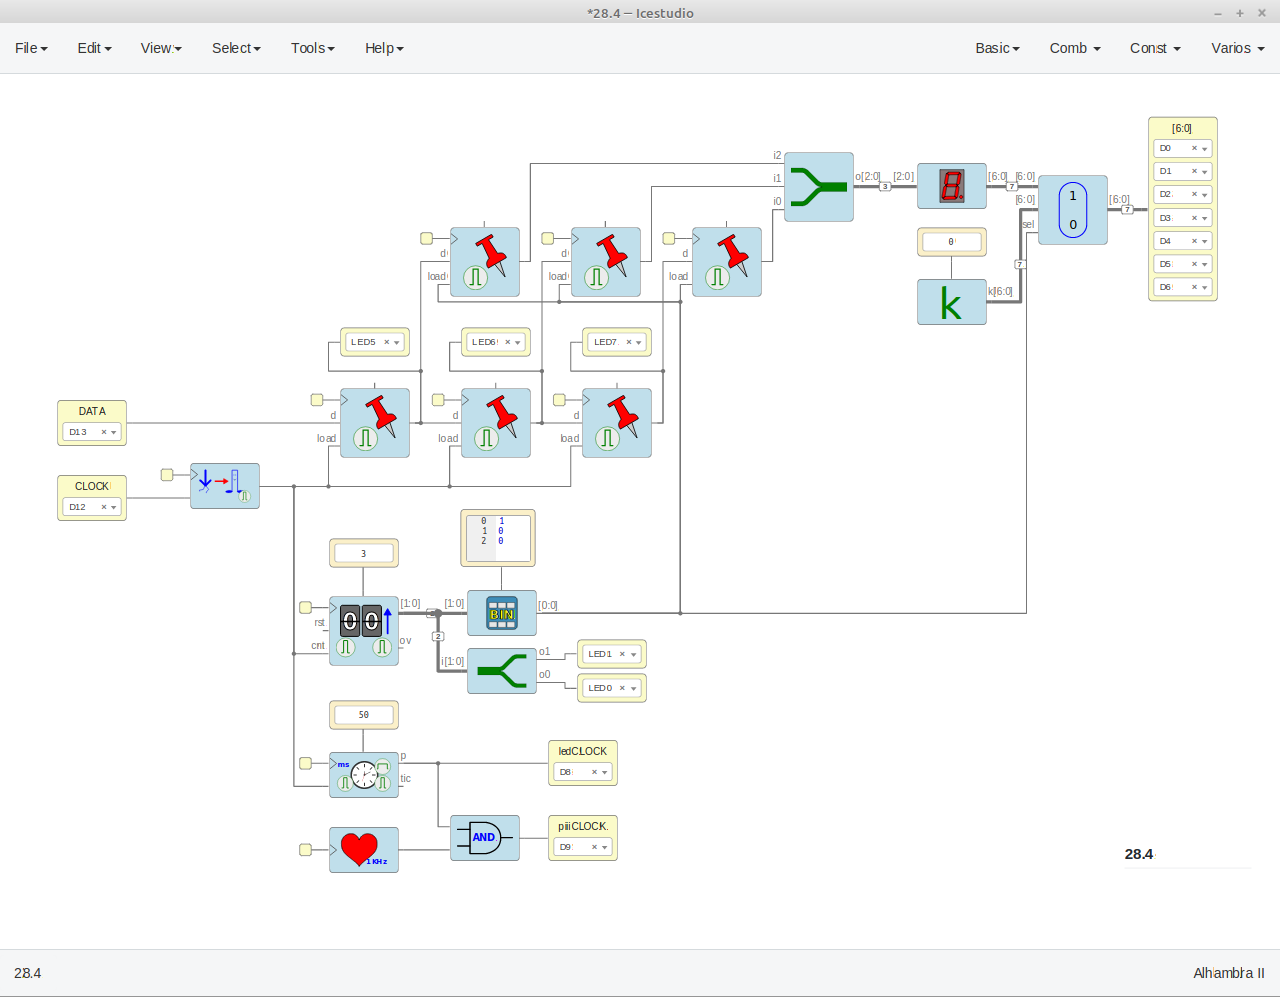 *28.4 – Icestudio
File Edit View Select Tools Help Basic Comb Const Varios
[6:0]
D0
D1
D2
D3
D4
D5
D6
i2
i1
i0
o[2:0] 3 [2:0]
[6:0] 7 [6:0]
[6:0]
sel
1
0
[6:0] 7
0
7
k
k[6:0]
d
load
d
load
d
load
LED5
LED6
LED7
DATA
D13
d
load
d
load
d
load
CLOCK
D12
0 1
1 0
2 0
3
[1:0] [1:0]
BIN
[0:0]
rst
cnt
00
ov
2
i[1:0]
o1
o0
LED1
LED0
50
ms
p
tic
ledCLOCK
D8
1KHz
AND
piiiCLOCK
D9
28.4
28.4
Alhambra II